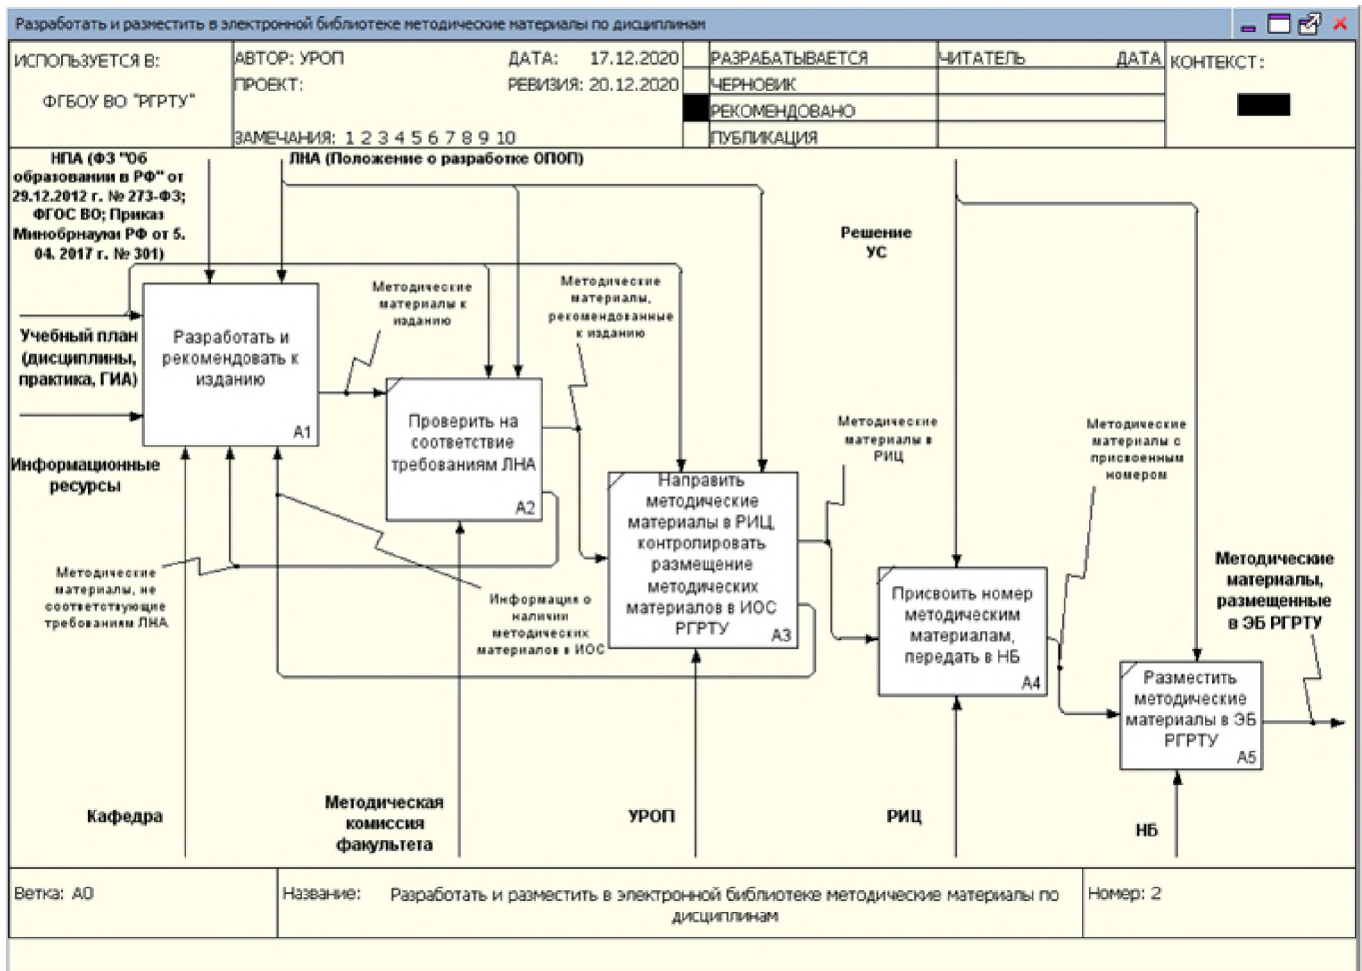 Разработать и разместить в электронной библиотеке методические материалы по дисциплинам
ИСПОЛЬЗУЕТСЯ В:
ФГБОУ ВО "РГРТУ"
АВТОР: УРОП
ДАТА: 17.12.2020
ПРОЕКТ:
РЕВИЗИЯ: 20.12.2020
ЗАМЕЧАНИЯ: 1 2 3 4 5 6 7 8 9 10
РАЗРАБАТЫВАЕТСЯ
ЧЕРНОВИК
РЕКОМЕНДОВАНО
ПУБЛИКАЦИЯ
ЧИТАТЕЛЬ
ДАТА
КОНТЕКСТ:
НПА (ФЗ "Об
образовании в РФ" от
29.12.2012 г. № 273-ФЗ;
ФГОС ВО; Приказ
Минобрнауки РФ от 5.
04. 2017 г. № 301)
ЛНА (Положение о разработке ОПОП)
Решение
УС
Учебный план
(дисциплины,
практика, ГИА)
Информационные
ресурсы
Разработать и
рекомендовать к
изданию
А1
Методические
материалы к
изданию
Проверить на
соответствие
требованиям ЛНА
А2
Методические
материалы,
рекомендованные
к изданию
Направить
методические
материалы в РИЦ,
контролировать
размещение
методических
материалов в ИОС
РГРТУ
А3
Методические
материалы в
РИЦ
Присвоить номер
методическим
материалам,
передать в НБ
А4
Методические
материалы с
присвоенным
номером
Разместить
методические
материалы в ЭБ
РГРТУ
А5
Методические
материалы,
размещенные
в ЭБ РГРТУ
Методические
материалы, не
соответствующие
требованиям ЛНА
Информация о
наличии
методических
материалов в ИОС
Кафедра
Методическая
комиссия
факультета
УРОП
РИЦ
НБ
Ветка: А0
Название: Разработать и разместить в электронной библиотеке методические материалы по
дисциплинам
Номер: 2